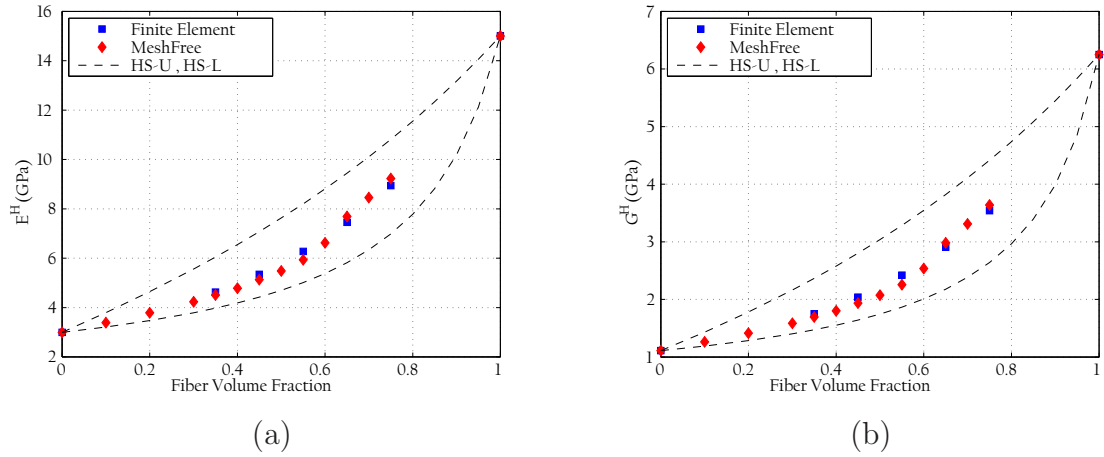 Finite Element
MeshFree
HS-U , HS-L
16
14
12
10
8
6
4
2
E^H (GPa)
0
0.2
0.4
0.6
0.8
1
Fiber Volume Fraction
(a)
Finite Element
MeshFree
HS-U , HS-L
7
6
5
4
3
2
1
G^H (GPa)
0
0.2
0.4
0.6
0.8
1
Fiber Volume Fraction
(b)